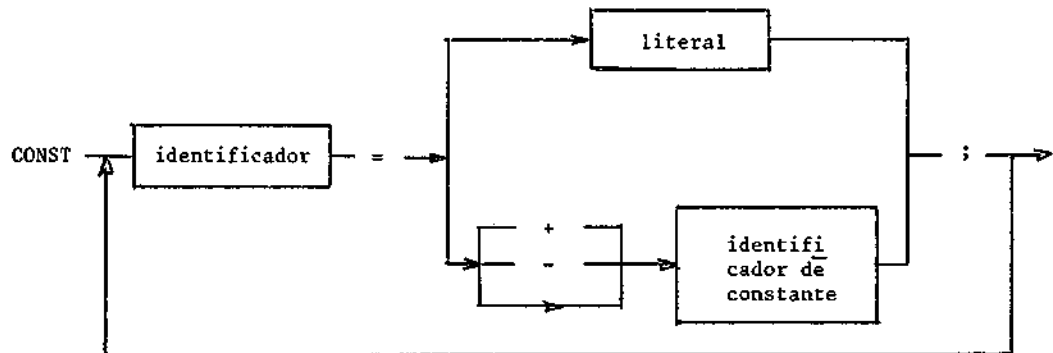 literal
CONST identificador = ;
+
-
identifi
cador de
constante